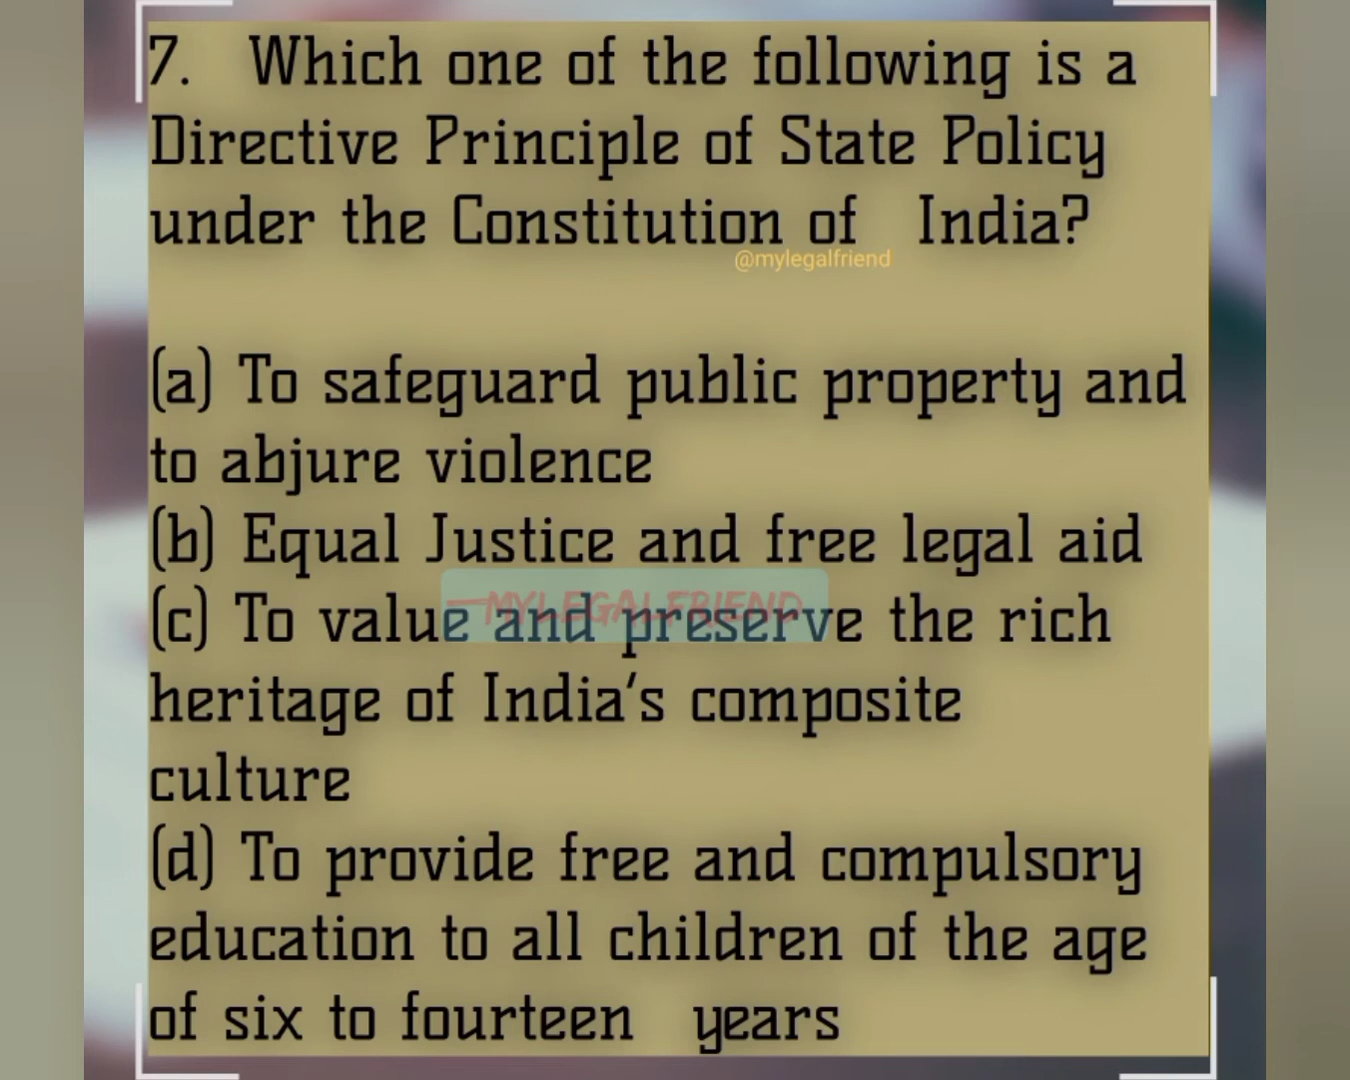 7. Which one of the following is a
Directive Principle of State Policy
under the Constitution of India?
@mylegalfriend
(a) To safeguard public property and
to abjure violence
(b) Equal Justice and free legal aid
(c) To value and preserve the rich
MYLEGALFRIEND
heritage of India's composite
culture
(d) To provide free and compulsory
education to all children of the age
of six to fourteen years